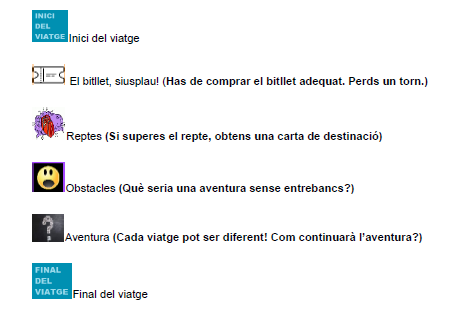 INICI
DEL
VIATGE
Inici del viatge
El bitllet, siusplau! (Has de comprar el bitllet adequat. Perds un torn.)
Reptes (Si superes el repte, obtens una carta de destinació)
Obstacles (Què seria una aventura sense entrebancs?)
?
Aventura (Cada viatge pot ser diferent! Com continuarà l'aventura?)
FINAL
DEL
VIATGE
Final del viatge